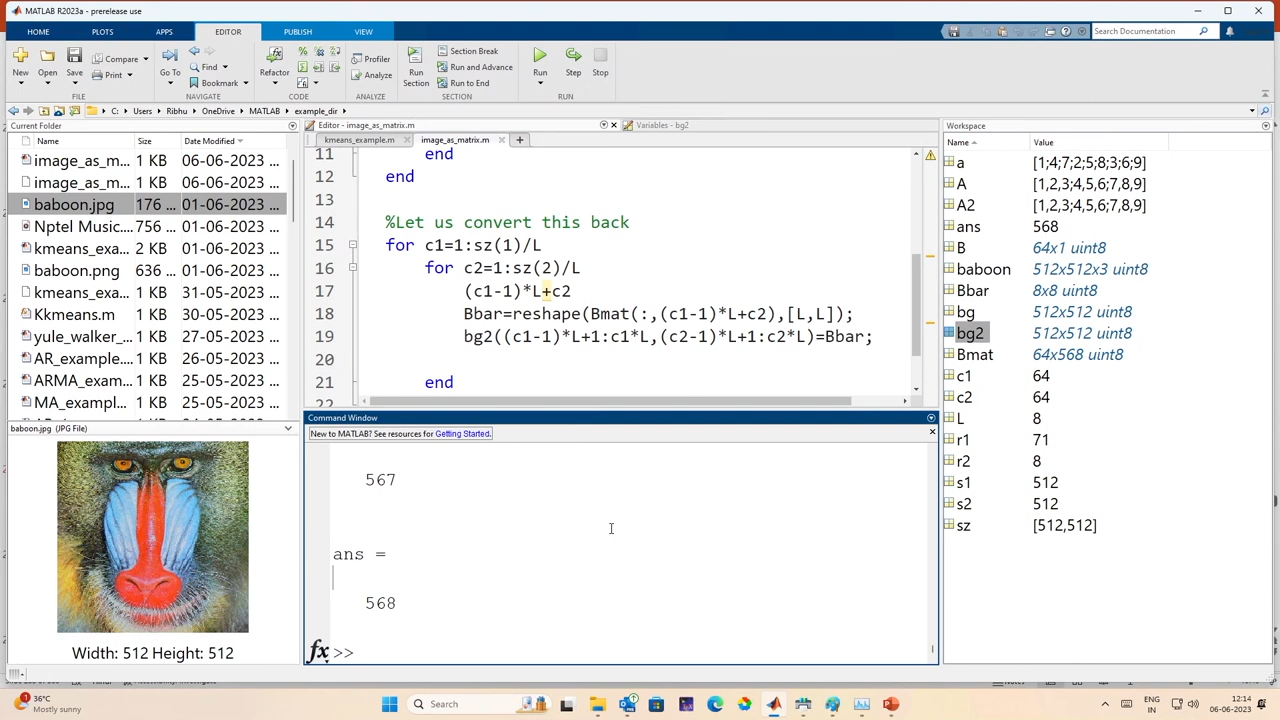 MATLAB R2023a - prerelease use
HOME PLOTS APPS EDITOR PUBLISH VIEW
Search Documentation
New Open Save Compare Print Go To Find Bookmark Refactor Profiler Analyze Run Section Section Break Run and Advance Run to End Run Step Stop
FILE NAVIGATE CODE ANALYZE SECTION RUN
C: Users Ribhu OneDrive MATLAB example_dir
Current Folder
Name Size Date Modified
image_as_m... 1 KB 06-06-2023 ...
image_as_m... 1 KB 06-06-2023 ...
baboon.jpg 176 ... 01-06-2023 ...
Nptel Music.... 756 ... 01-06-2023 ...
kmeans_exa... 2 KB 01-06-2023 ...
baboon.png 636 ... 01-06-2023 ...
kmeans_exa... 1 KB 31-05-2023 ...
Kkmeans.m 1 KB 30-05-2023 ...
yule_walker_... 1 KB 27-05-2023 ...
AR_example.... 1 KB 26-05-2023 ...
ARMA_exam... 1 KB 25-05-2023 ...
MA_exampl... 1 KB 25-05-2023 ...
baboon.jpg (JPG File)
Width: 512 Height: 512
Editor - image_as_matrix.m
Variables - bg2
kmeans_example.m image_as_matrix.m
11 end
12 end
13
14 %Let us convert this back
15 for c1=1:sz(1)/L
16 for c2=1:sz(2)/L
17 (c1-1)*L+c2
18 Bbar=reshape(Bmat(:,(c1-1)*L+c2),[L,L]);
19 bg2((c1-1)*L+1:c1*L,(c2-1)*L+1:c2*L)=Bbar;
20
21 end
22
Command Window
New to MATLAB? See resources for Getting Started.
567
ans =
568
fx >>
Workspace
Name Value
a [1;4;7;2;5;8;3;6;9]
A [1,2,3;4,5,6;7,8,9]
A2 [1,2,3;4,5,6;7,8,9]
ans 568
B 64x1 uint8
baboon 512x512x3 uint8
Bbar 8x8 uint8
bg 512x512 uint8
bg2 512x512 uint8
Bmat 64x568 uint8
c1 64
c2 64
L 8
r1 71
r2 8
s1 512
s2 512
sz [512,512]
36°C
Mostly sunny
Search
ENG
IN
12:14
06-06-2023